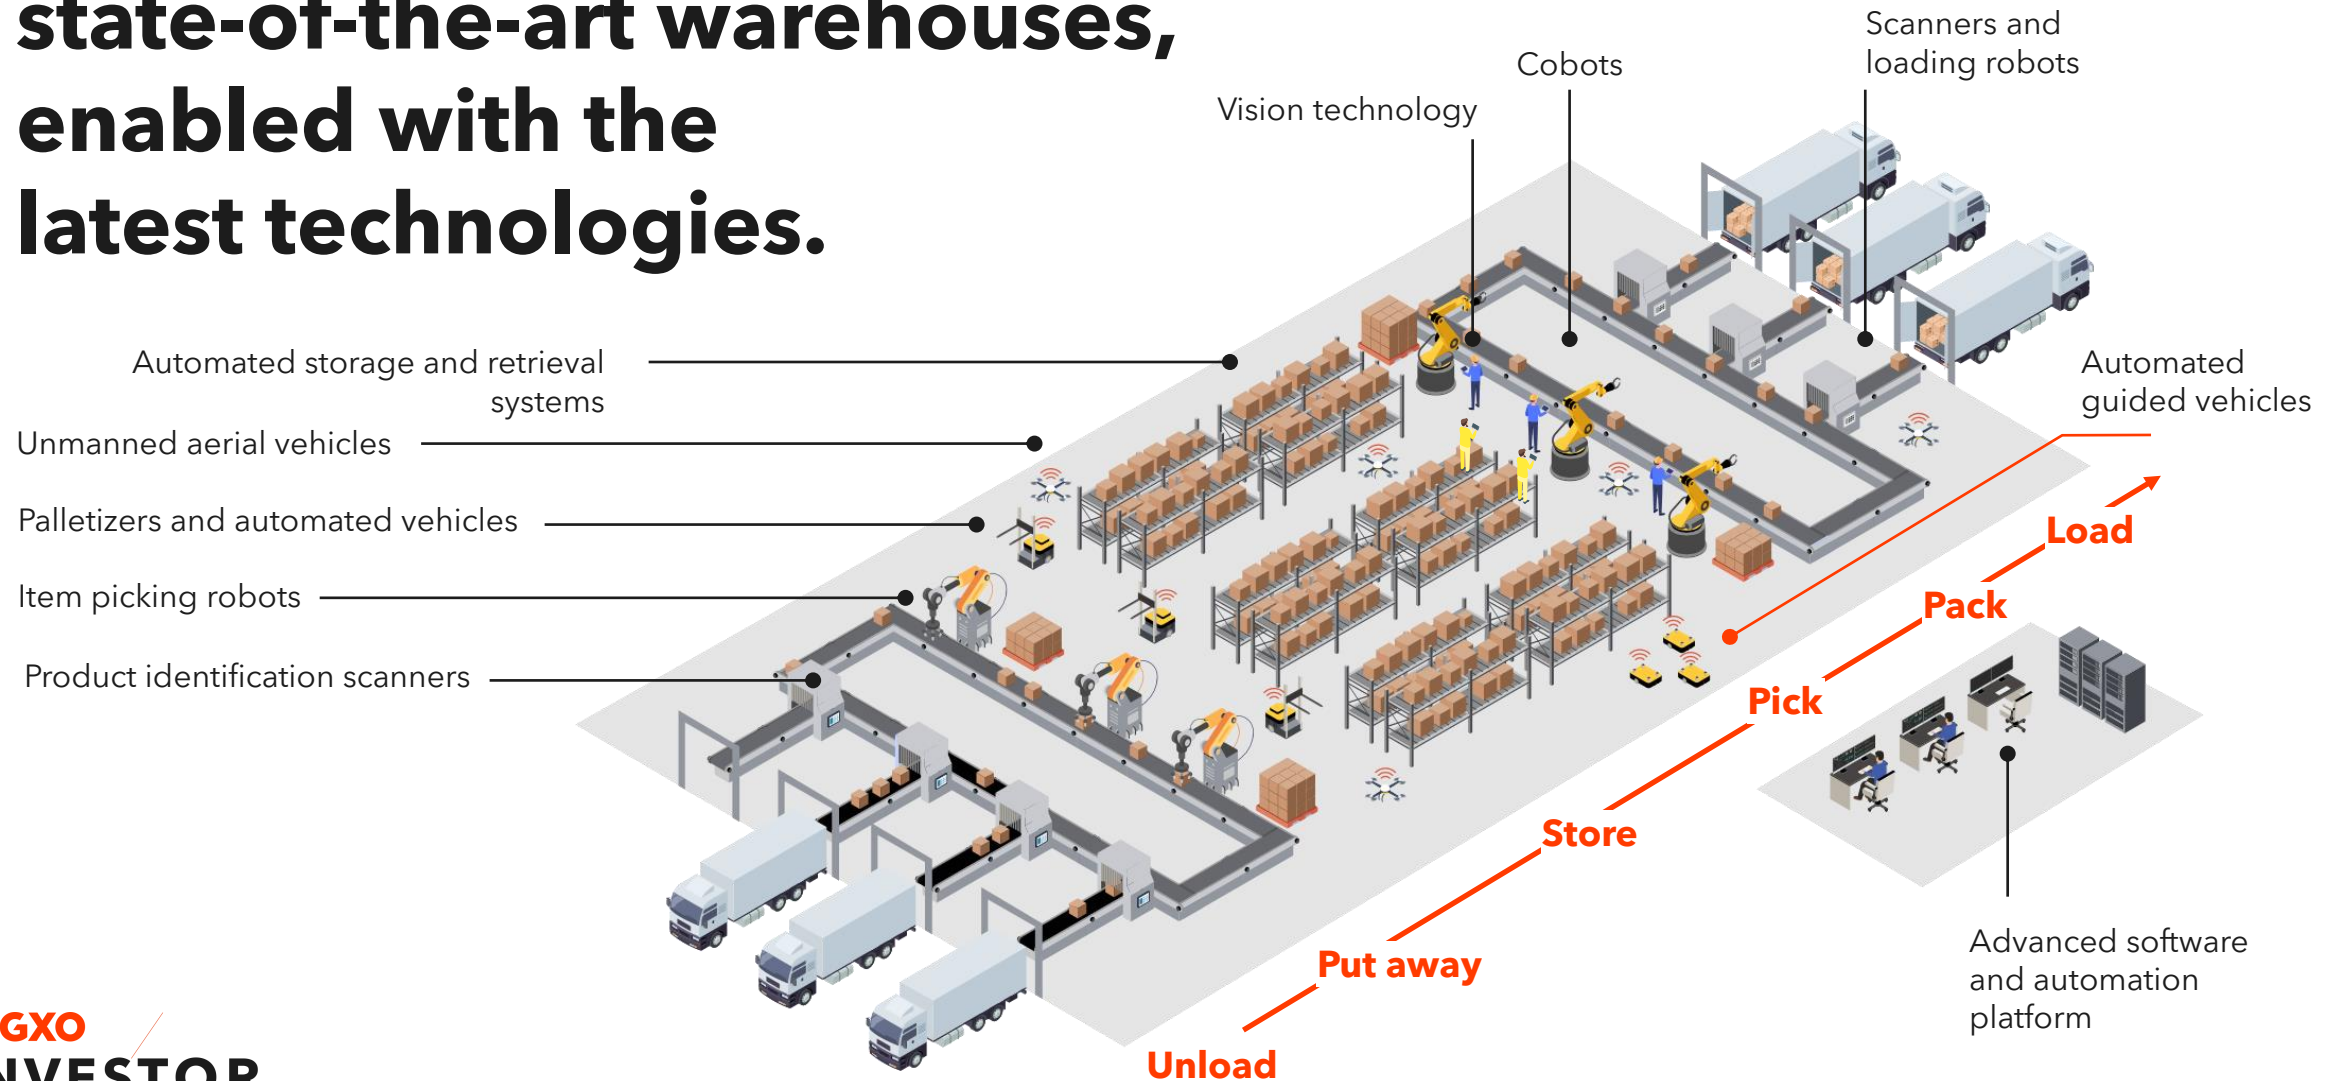 state-of-the-art warehouses,
enabled with the
latest technologies.
Scanners and
loading robots
Cobots
Vision technology
Automated storage and retrieval
systems
Unmanned aerial vehicles
Palletizers and automated vehicles
Item picking robots
Product identification scanners
Automated
guided vehicles
Load
Pack
Pick
Store
Put away
Unload
Advanced software
and automation
platform
GXO
NVESTOR